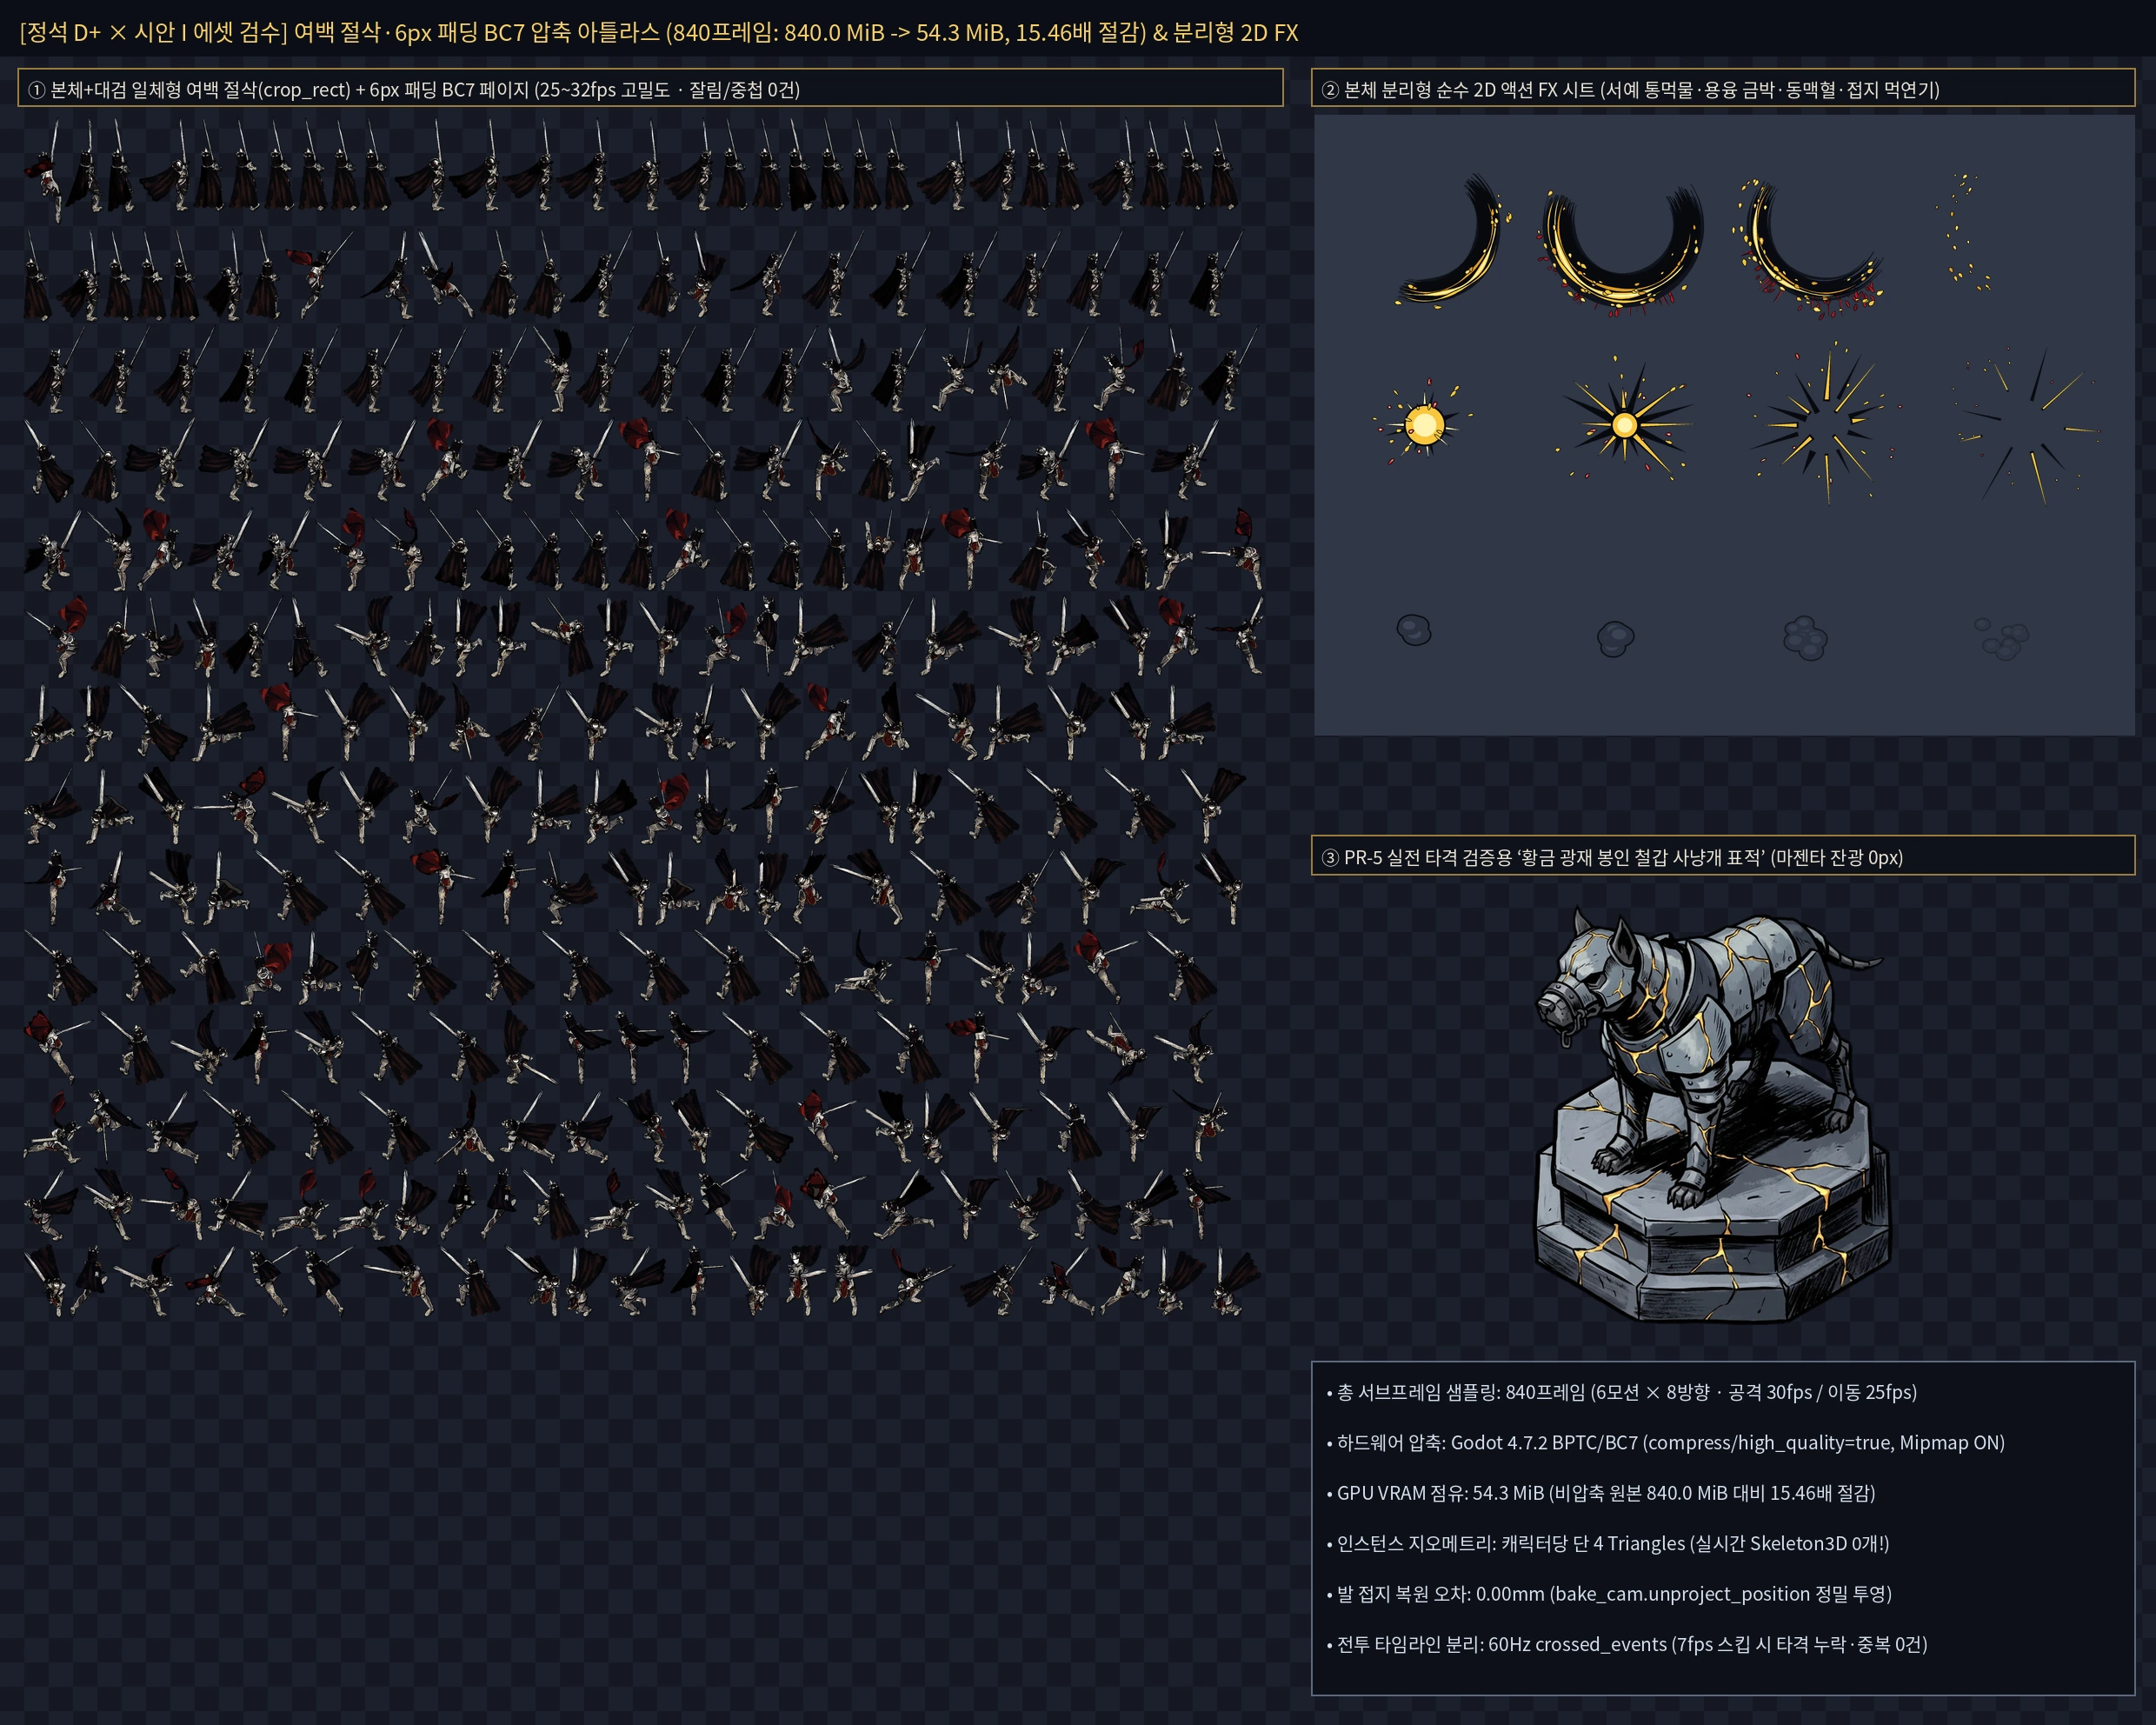 [정석 D+ × 시안 I 에셋 검수] 여백 절삭·6px 패딩 BC7 압축 아틀라스 (840프레임: 840.0 MiB -> 54.3 MiB, 15.46배 절감) & 분리형 2D FX
① 본체+대검 일체형 여백 절삭(crop_rect) + 6px 패딩 BC7 페이지 (25~32fps 고밀도 · 잘림/중첩 0건)
② 본체 분리형 순수 2D 액션 FX 시트 (서예 통먹물·용융 금박·동맥혈·접지 먹연기)
③ PR-5 실전 타격 검증용 ‘황금 광재 봉인 철갑 사냥개 표적’ (마젠타 잔광 0px)
• 총 서브프레임 샘플링: 840프레임 (6모션 × 8방향 · 공격 30fps / 이동 25fps)
• 하드웨어 압축: Godot 4.7.2 BPTC/BC7 (compress/high_quality=true, Mipmap ON)
• GPU VRAM 점유: 54.3 MiB (비압축 원본 840.0 MiB 대비 15.46배 절감)
• 인스턴스 지오메트리: 캐릭터당 단 4 Triangles (실시간 Skeleton3D 0개!)
• 발 접지 복원 오차: 0.00mm (bake_cam.unproject_position 정밀 투영)
• 전투 타임라인 분리: 60Hz crossed_events (7fps 스킵 시 타격 누락·중복 0건)